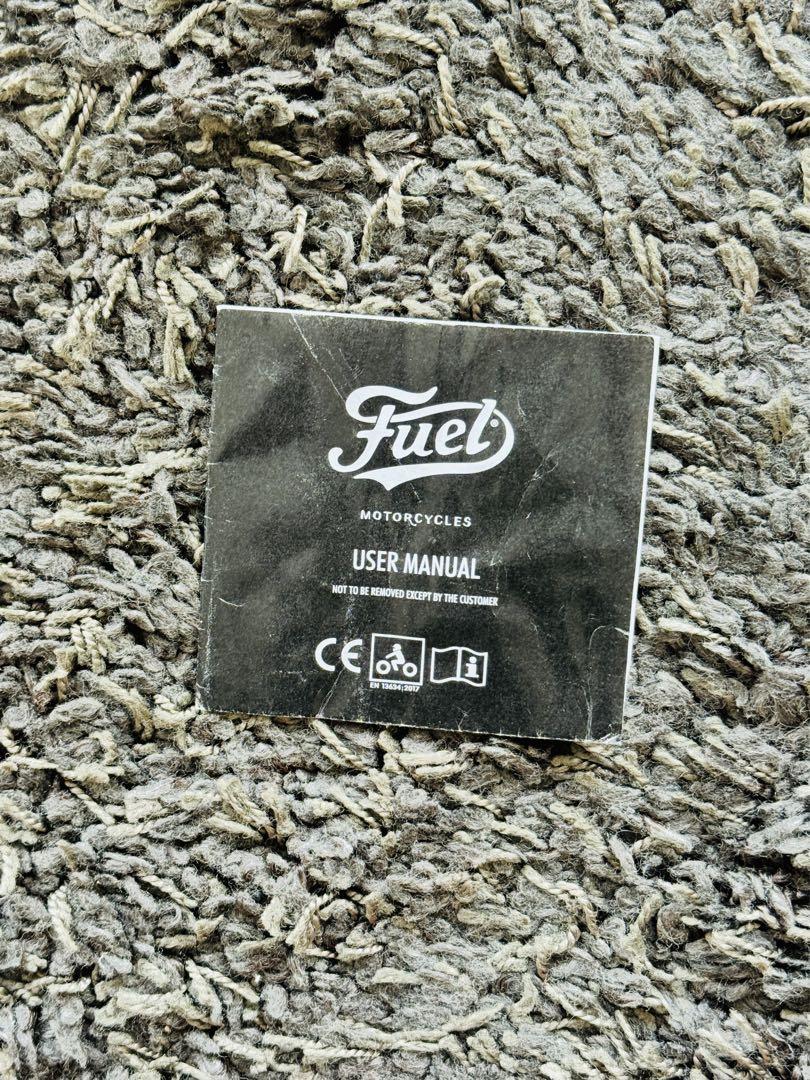 Fuel
MOTORCYCLES
USER MANUAL
NOT TO BE REMOVED EXCEPT BY THE CUSTOMER
CE
i
EN 13634:2017